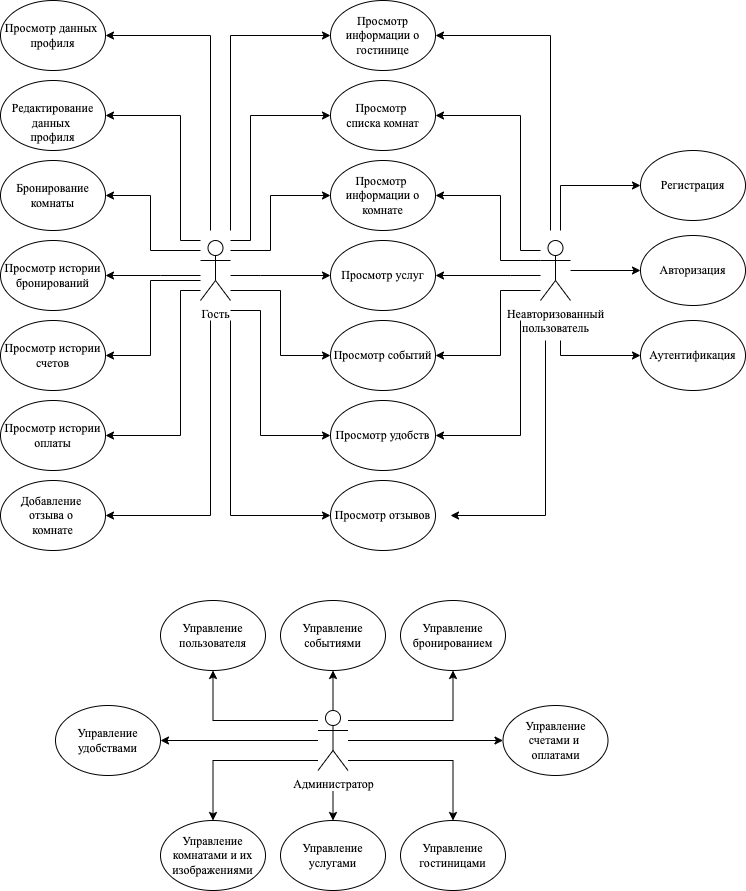 Просмотр данных
профиля
Просмотр
информации о
гостинице
Редактирование
данных
профиля
Просмотр
списка комнат
Бронирование
комнаты
Просмотр
информации о
комнате
Регистрация
Просмотр истории
бронирований
Просмотр услуг
Авторизация
Гость
Неавторизованный
пользователь
Просмотр истории
счетов
Просмотр событий
Аутентификация
Просмотр истории
оплаты
Просмотр удобств
Добавление
отзыва о
комнате
Просмотр отзывов
Управление
пользователя
Управление
событиями
Управление
бронированием
Управление
удобствами
Управление
счетами и
оплатами
Администратор
Управление
комнатами и их
изображениями
Управление
услугами
Управление
гостиницами